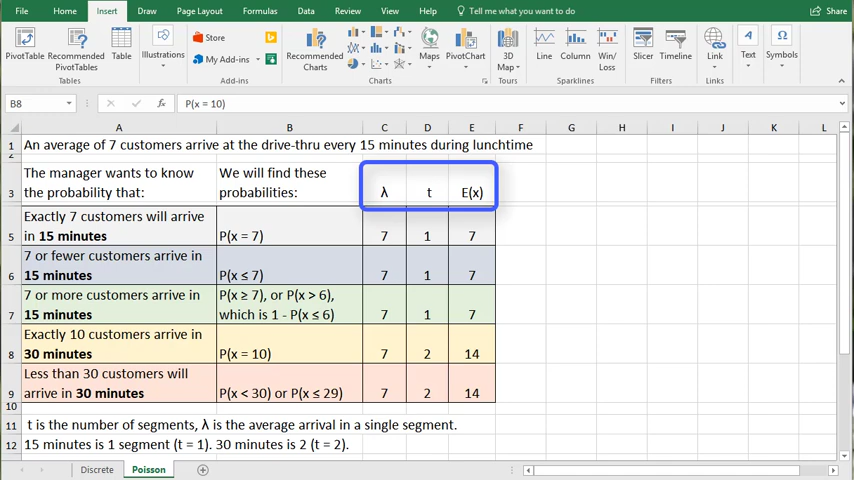 File Home Insert Draw Page Layout Formulas Data Review View Help Tell me what you want to do Share
PivotTable
Recommended
PivotTables
Table
Tables
Illustrations
Store
My Add-ins
Add-ins
Recommended
Charts
Maps
PivotChart
Charts
3D
Map
Tours
Line
Column
Win/
Loss
Sparklines
Slicer
Timeline
Filters
Link
Links
Text
Symbols
B8 fx P(x = 10)
A B C D E F G H I J K L
1 An average of 7 customers arrive at the drive-thru every 15 minutes during lunchtime
2
The manager wants to know We will find these
3 the probability that: probabilities: λ t E(x)
Exactly 7 customers will arrive
5 in 15 minutes P(x = 7) 7 1 7
7 or fewer customers arrive in
6 15 minutes P(x ≤ 7) 7 1 7
7 or more customers arrive in P(x ≥ 7), or P(x > 6),
7 15 minutes which is 1 - P(x ≤ 6) 7 1 7
Exactly 10 customers arrive in
8 30 minutes P(x = 10) 7 2 14
Less than 30 customers will
9 arrive in 30 minutes P(x < 30) or P(x ≤ 29) 7 2 14
10
11 t is the number of segments, λ is the average arrival in a single segment.
12 15 minutes is 1 segment (t = 1). 30 minutes is 2 (t = 2).
Discrete Poisson